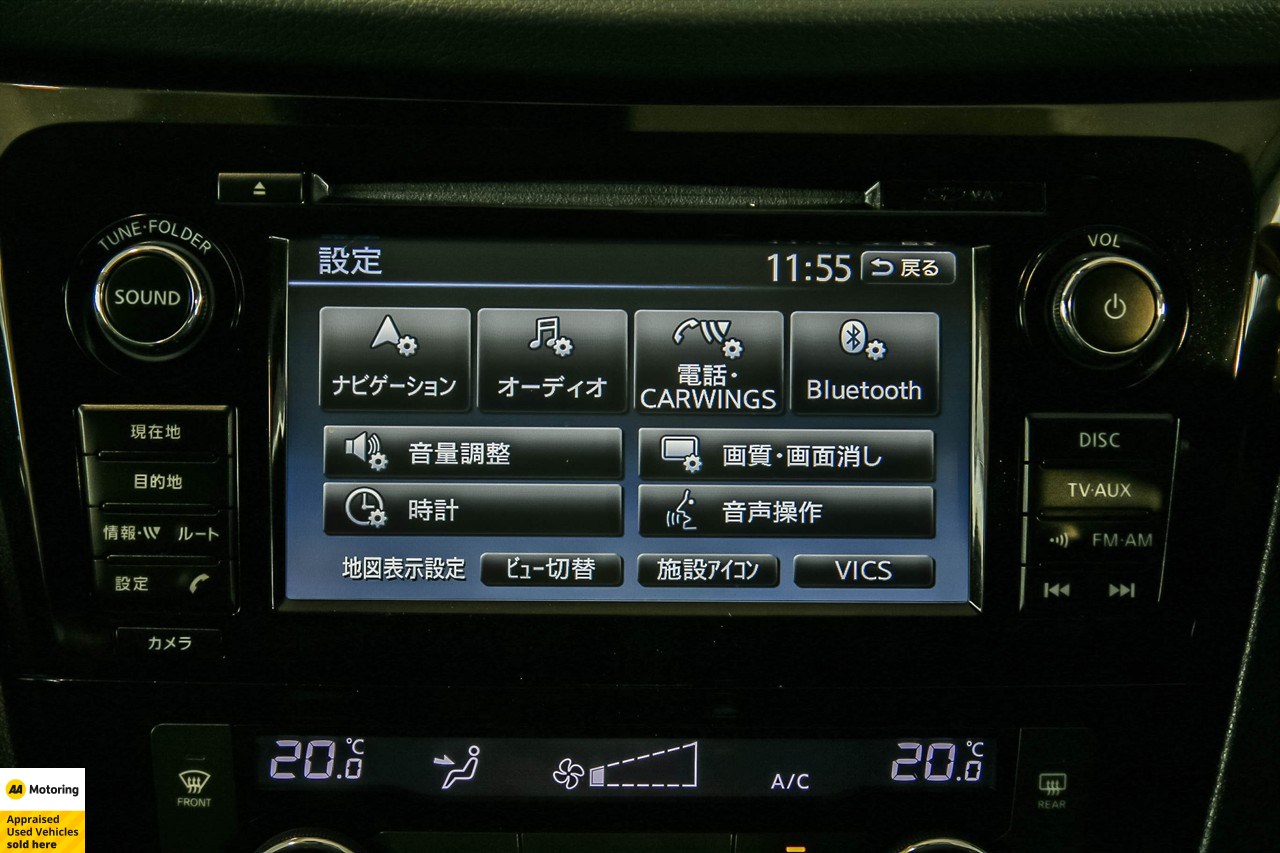 TUNE·FOLDER
SOUND
VOL
設定
11:55
戻る
ナビゲーション
オーディオ
電話・
CARWINGS
Bluetooth
音量調整
画質・画面消し
時計
音声操作
地図表示設定
ビュー切替
施設アイコン
VICS
現在地
目的地
情報・
ルート
設定
カメラ
DISC
TV·AUX
FM·AM
20.0°C
A/C
20.0°C
FRONT
REAR
AA Motoring
Appraised
Used Vehicles
sold here